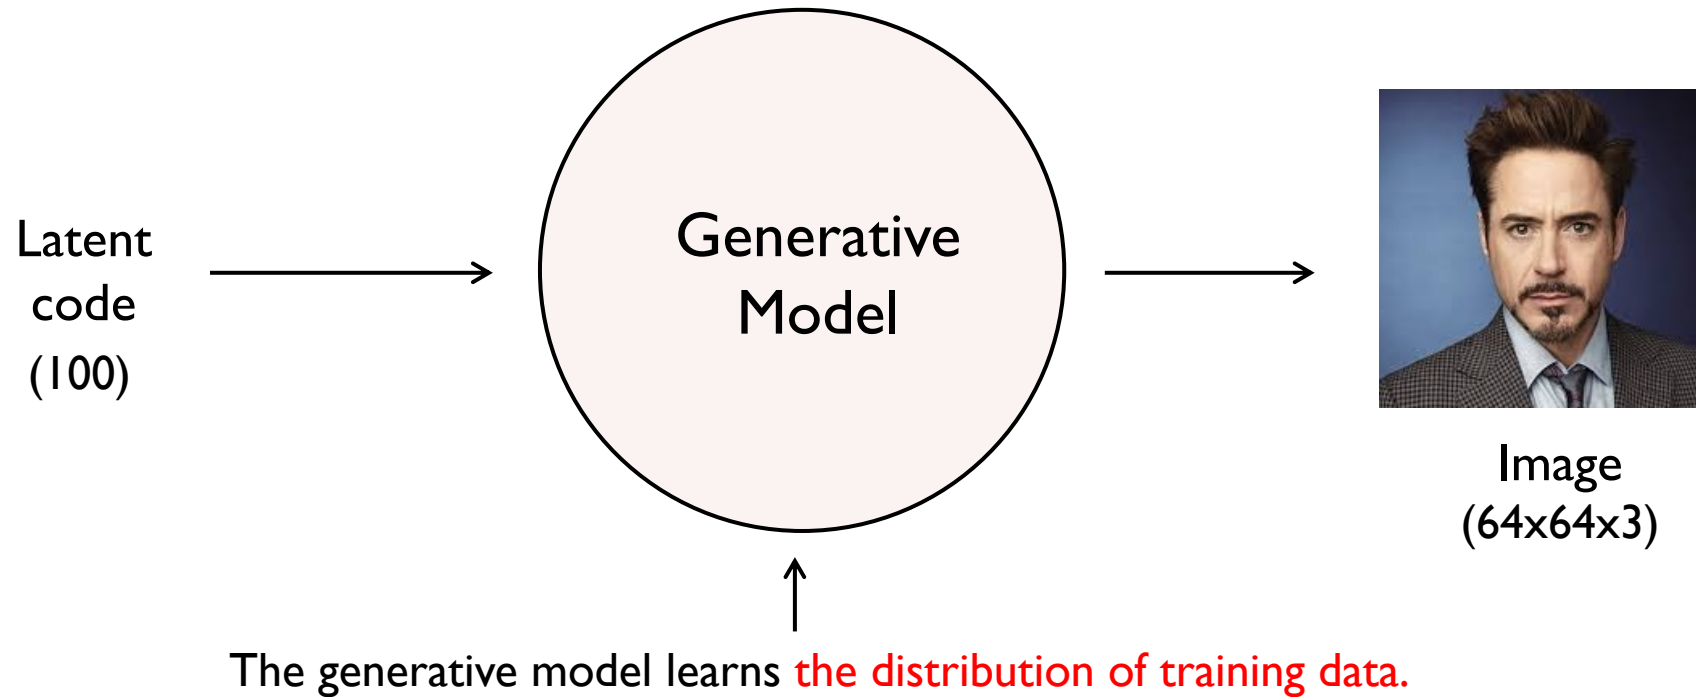 Latent
code
(100)
Generative
Model
Image
(64x64x3)
The generative model learns the distribution of training data.